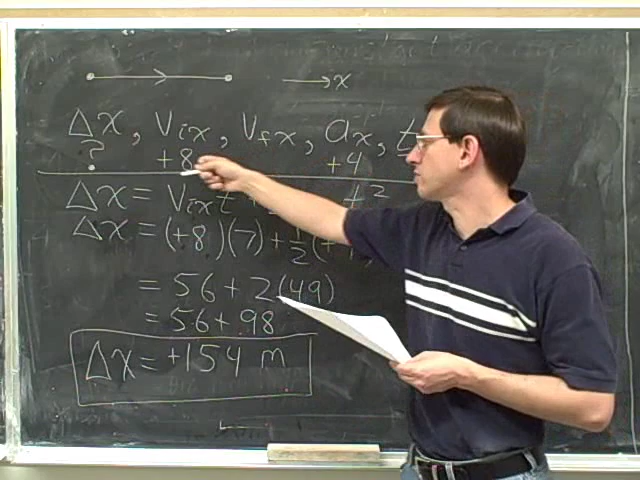 → x
Δx , Vix , Vfx , ax , t
? +8 +4
Δx = Vixt t²
Δx = (+8)(7) + 1/2 (+
= 56 + 2(49)
= 56 + 98
Δx = +154 m